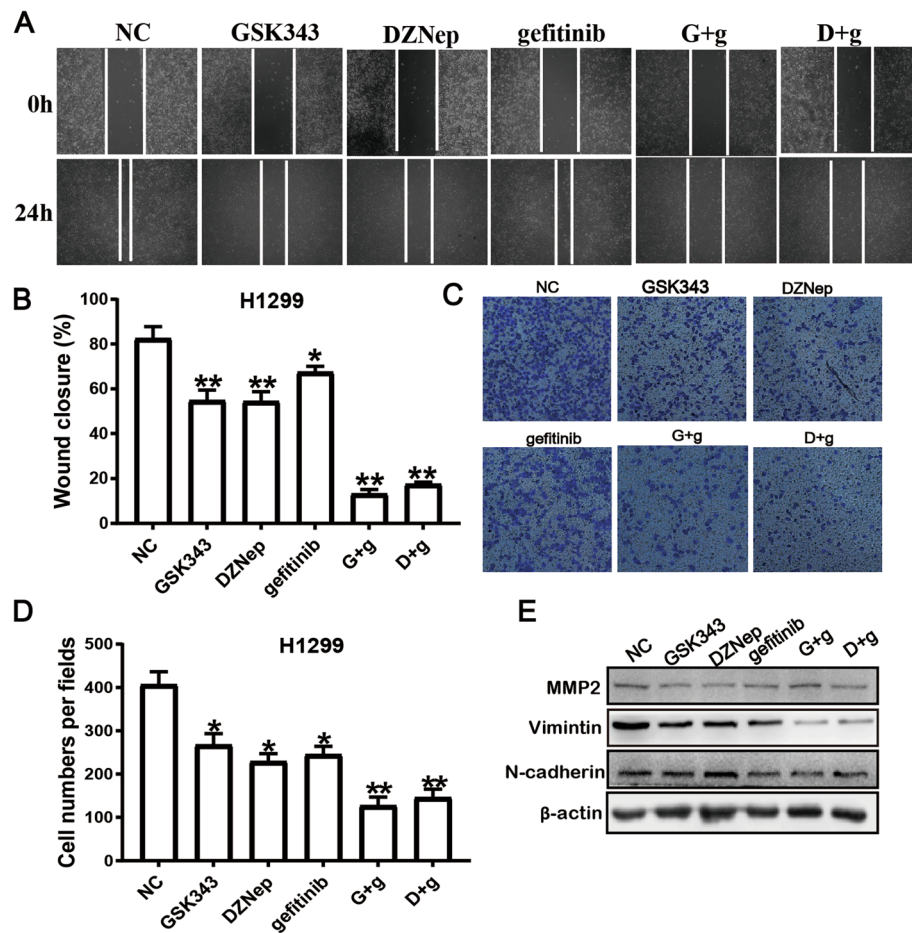 A
NC GSK343 DZNep gefitinib G+g D+g
0h
24h
B
H1299
Wound closure (%)
100
80
60
40
20
0
** ** * ** **
NC GSK343 DZNep gefitinib G+g D+g
C
NC GSK343 DZNep
gefitinib G+g D+g
D
H1299
Cell numbers per fields
500
400
300
200
100
0
* * * ** **
NC GSK343 DZNep gefitinib G+g D+g
E
NC GSK343 DZNep gefitinib G+g D+g
MMP2
Vimintin
N-cadherin
β-actin